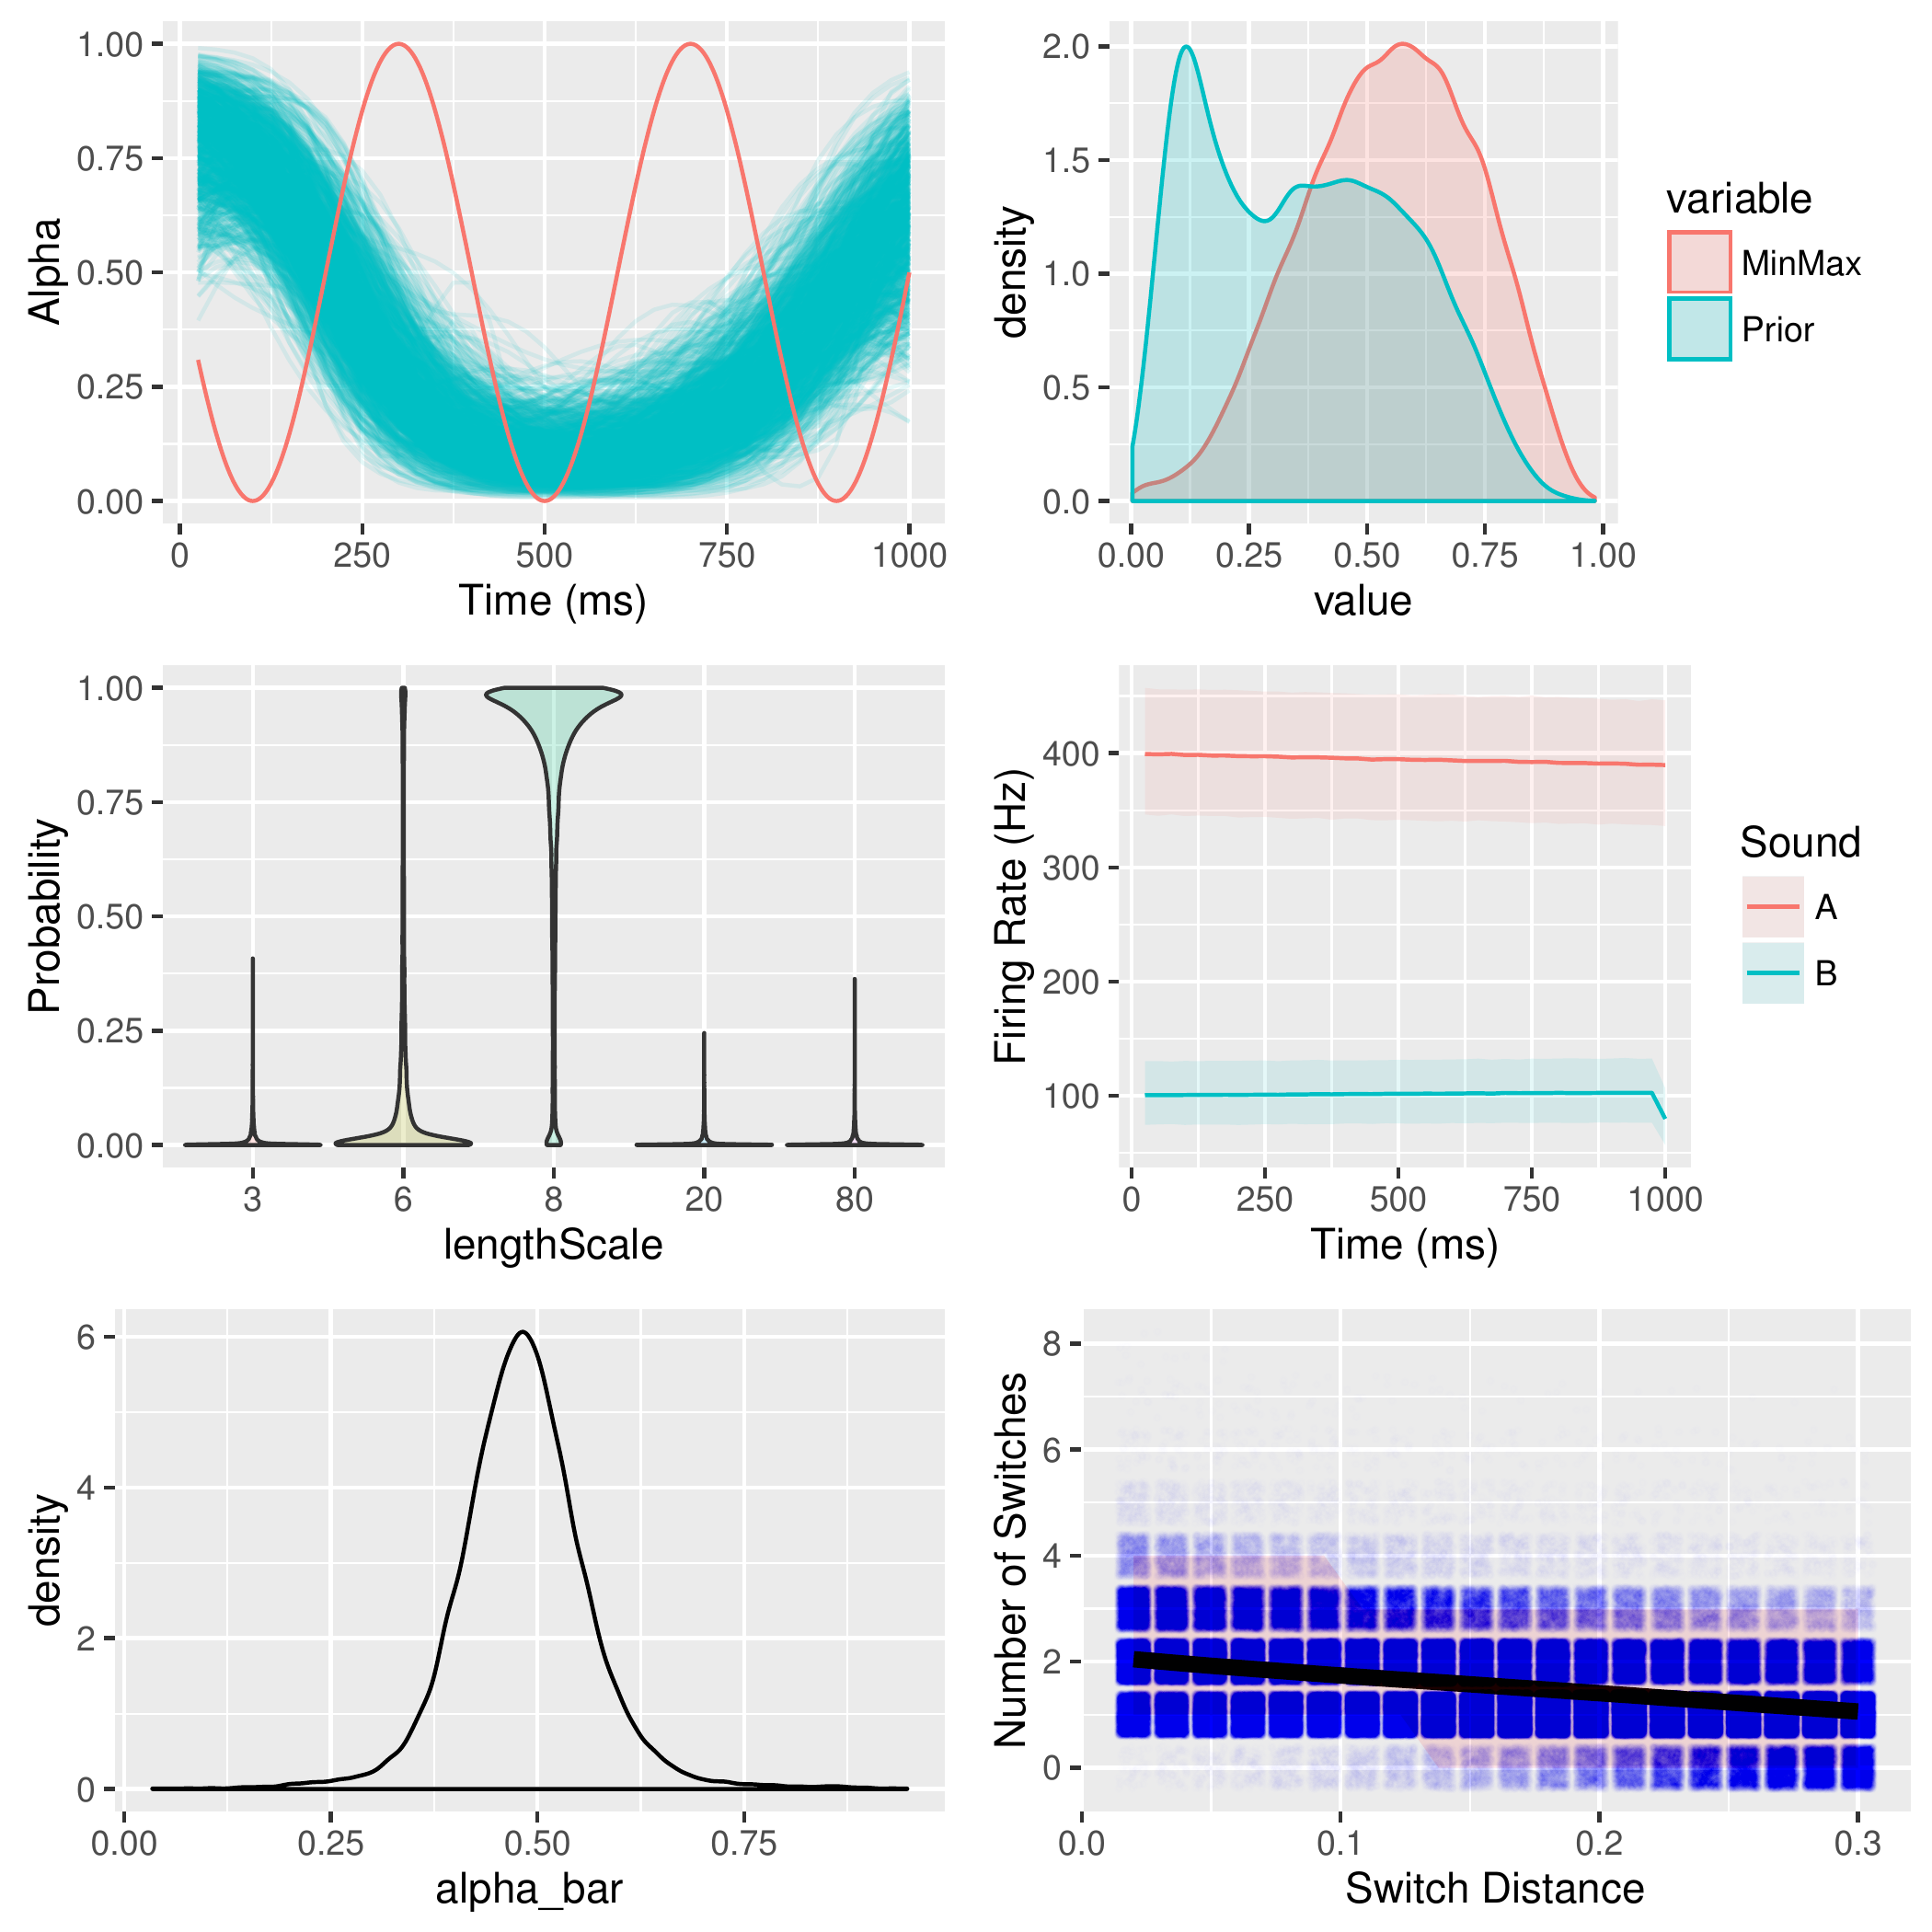 1.00
0.75
0.50
0.25
0.00
Alpha
0 250 500 750 1000
Time (ms)
2.0
1.5
1.0
0.5
0.0
density
0.00 0.25 0.50 0.75 1.00
value
variable
MinMax
Prior
1.00
0.75
0.50
0.25
0.00
Probability
3 6 8 20 80
lengthScale
400
300
200
100
Firing Rate (Hz)
0 250 500 750 1000
Time (ms)
Sound
A
B
6
4
2
0
density
0.00 0.25 0.50 0.75
alpha_bar
8
6
4
2
0
Number of Switches
0.0 0.1 0.2 0.3
Switch Distance